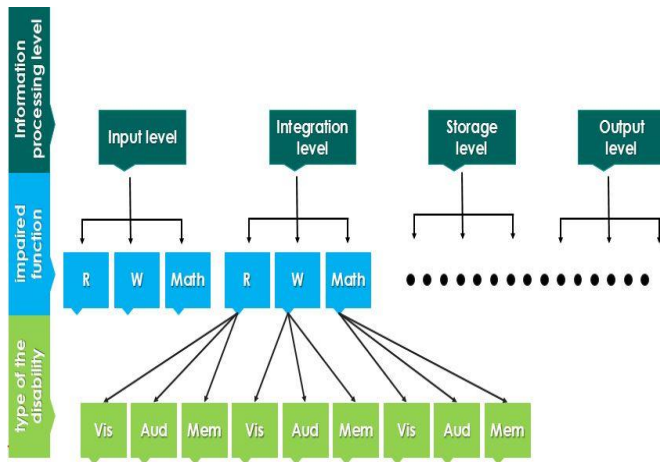 Information
processing level
Input level
Integration
level
Storage
level
Output
level
impaired
function
R
W
Math
R
W
Math
type of the
disability
Vis
Aud
Mem
Vis
Aud
Mem
Vis
Aud
Mem